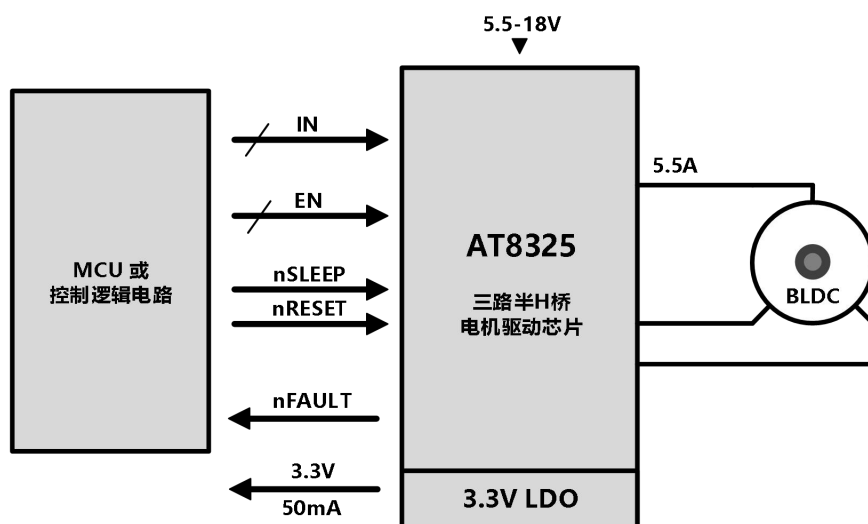 5.5-18V
IN
5.5A
EN
AT8325
MCU 或
控制逻辑电路
nSLEEP
nRESET
三路半H桥
电机驱动芯片
BLDC
nFAULT
3.3V
50mA
3.3V LDO